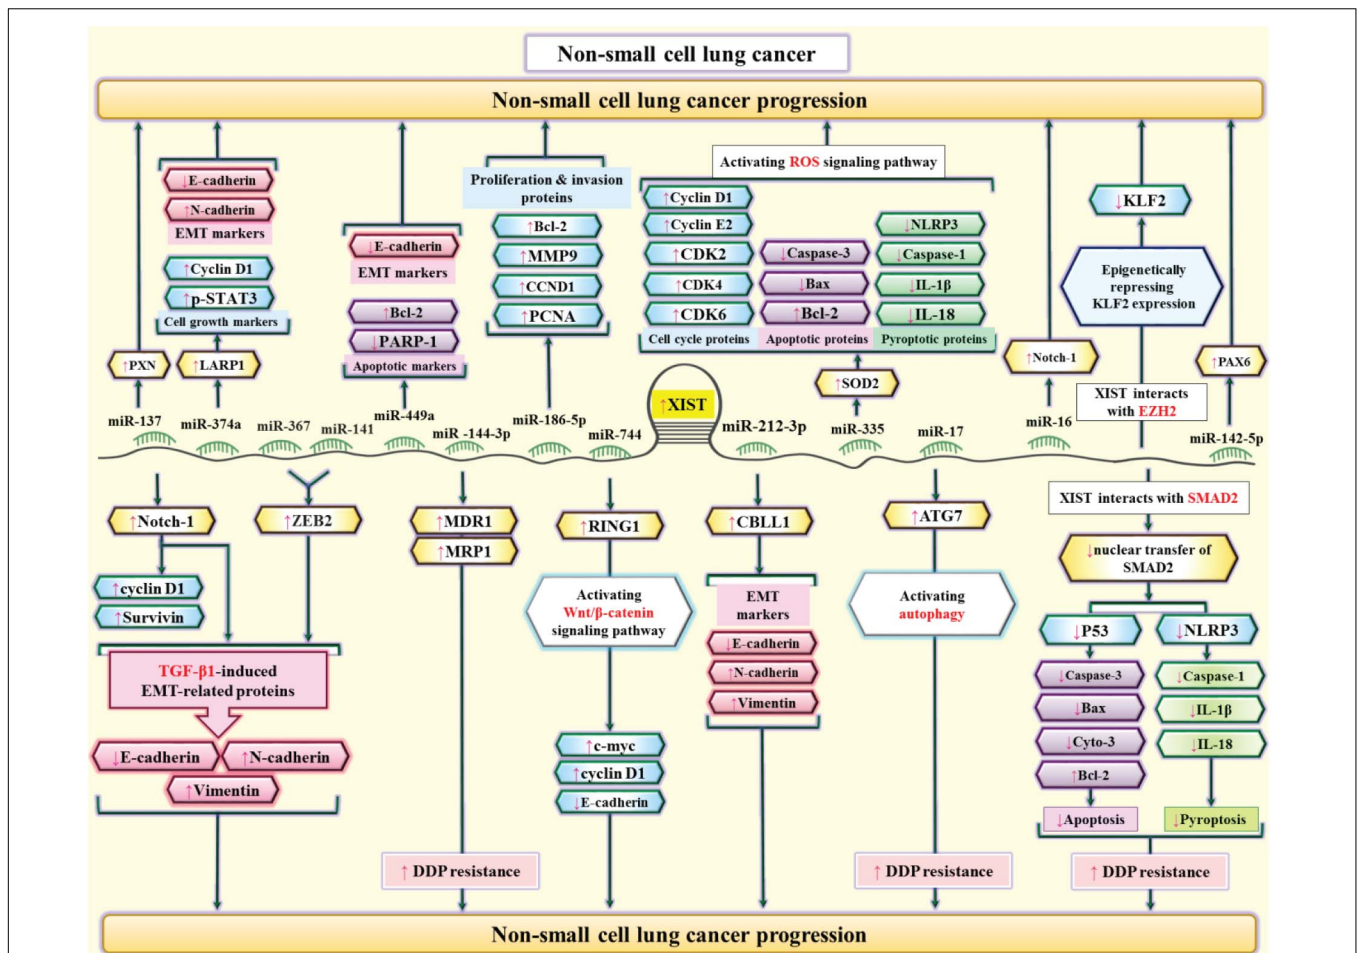 Non-small cell lung cancer
Non-small cell lung cancer progression
↓E-cadherin
↑N-cadherin
EMT markers
↑Cyclin D1
↑p-STAT3
Cell growth markers
↑PXN
↑LARP1
↓E-cadherin
EMT markers
↑Bcl-2
↓PARP-1
Apoptotic markers
Proliferation & invasion
proteins
↑Bcl-2
↑MMP9
↑CCND1
↑PCNA
Activating ROS signaling pathway
↑Cyclin D1
↑Cyclin E2
↑CDK2
↑CDK4
↑CDK6
Cell cycle proteins
↓Caspase-3
↓Bax
↑Bcl-2
Apoptotic proteins
↓NLRP3
↓Caspase-1
↓IL-1β
↓IL-18
Pyroptotic proteins
↑SOD2
↑Notch-1
↓KLF2
Epigenetically
repressing
KLF2 expression
XIST interacts
with EZH2
↑PAX6
miR-137
miR-374a
miR-367
miR-141
miR-449a
miR -144-3p
miR-186-5p
miR-744
↑XIST
miR-212-3p
miR-335
miR-17
miR-16
miR-142-5p
↑Notch-1
↑cyclin D1
↑Survivin
↑ZEB2
TGF-β1-induced
EMT-related proteins
↓E-cadherin
↑N-cadherin
↑Vimentin
↑MDR1
↑MRP1
↑ DDP resistance
↑RING1
Activating
Wnt/β-catenin
signaling pathway
↑c-myc
↑cyclin D1
↓E-cadherin
↑CBLL1
EMT
markers
↓E-cadherin
↑N-cadherin
↑Vimentin
↑ATG7
Activating
autophagy
↑ DDP resistance
XIST interacts with SMAD2
↓nuclear transfer of
SMAD2
↓P53
↓Caspase-3
↓Bax
↓Cyto-3
↑Bcl-2
↓Apoptosis
↓NLRP3
↓Caspase-1
↓IL-1β
↓IL-18
↓Pyroptosis
↑ DDP resistance
Non-small cell lung cancer progression